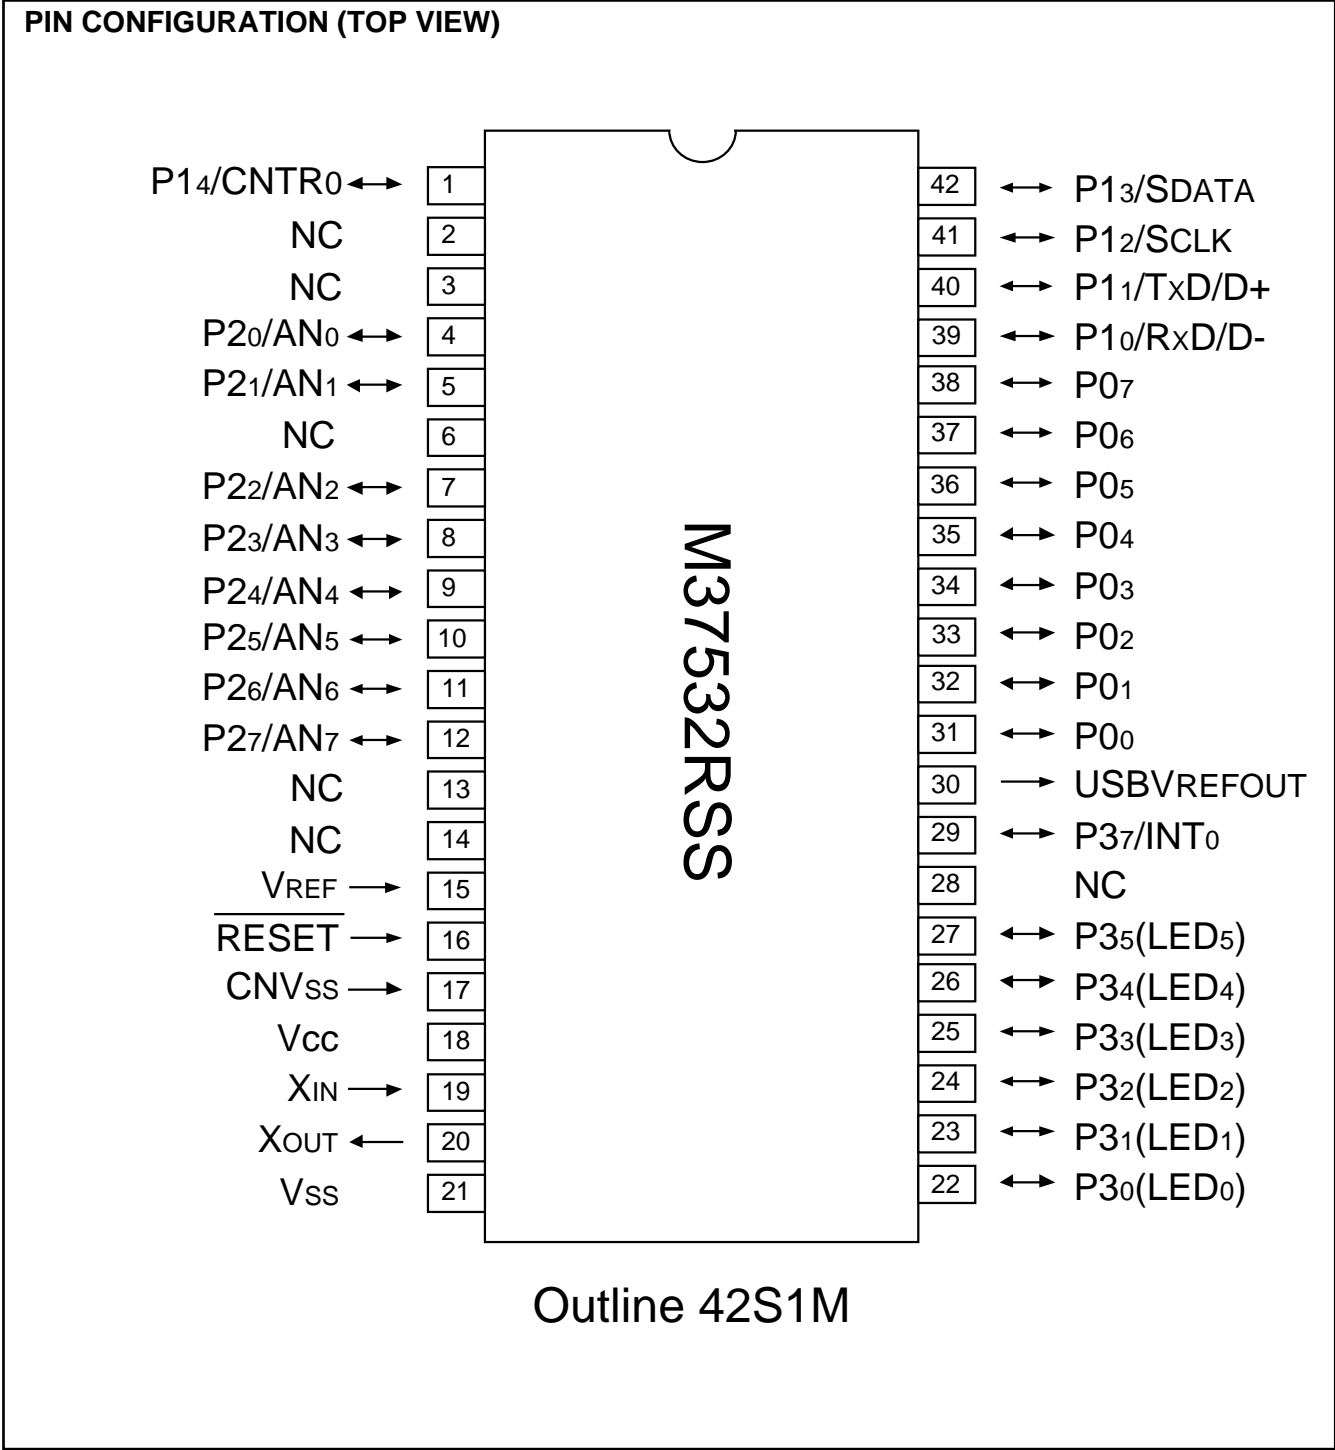 PIN CONFIGURATION (TOP VIEW)
P14/CNTR0 1
NC 2
NC 3
P20/AN0 4
P21/AN1 5
NC 6
P22/AN2 7
P23/AN3 8
P24/AN4 9
P25/AN5 10
P26/AN6 11
P27/AN7 12
NC 13
NC 14
VREF 15
RESET 16
CNVSS 17
Vcc 18
XIN 19
XOUT 20
VSS 21
M37532RSS
42 P13/SDATA
41 P12/SCLK
40 P11/TXD/D+
39 P10/RXD/D-
38 P07
37 P06
36 P05
35 P04
34 P03
33 P02
32 P01
31 P00
30 USBVREFOUT
29 P37/INT0
28 NC
27 P35(LED5)
26 P34(LED4)
25 P33(LED3)
24 P32(LED2)
23 P31(LED1)
22 P30(LED0)
Outline 42S1M